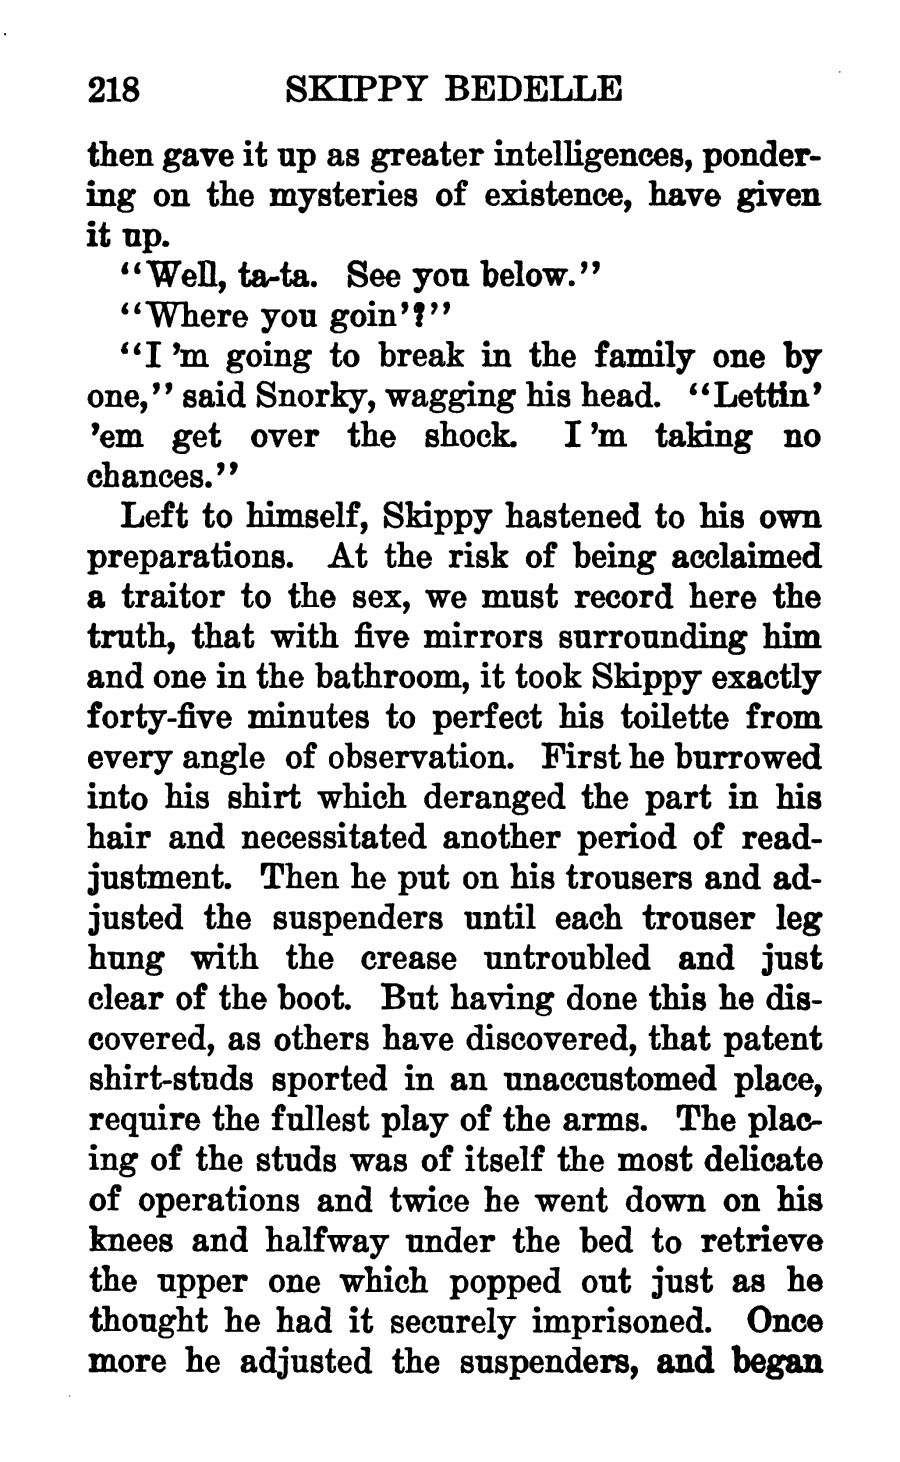 218 SKIPPY BEDELLE
then gave it up as greater intelligences, ponder-
ing on the mysteries of existence, have given
it up.
"Well, ta-ta. See you below."
"Where you goin'?"
"I 'm going to break in the family one by
one," said Snorky, wagging his head. "Lettin'
'em get over the shock. I 'm taking no
chances."
Left to himself, Skippy hastened to his own
preparations. At the risk of being acclaimed
a traitor to the sex, we must record here the
truth, that with five mirrors surrounding him
and one in the bathroom, it took Skippy exactly
forty-five minutes to perfect his toilette from
every angle of observation. First he burrowed
into his shirt which deranged the part in his
hair and necessitated another period of read-
justment. Then he put on his trousers and ad-
justed the suspenders until each trouser leg
hung with the crease untroubled and just
clear of the boot. But having done this he dis-
covered, as others have discovered, that patent
shirt-studs sported in an unaccustomed place,
require the fullest play of the arms. The plac-
ing of the studs was of itself the most delicate
of operations and twice he went down on his
knees and halfway under the bed to retrieve
the upper one which popped out just as he
thought he had it securely imprisoned. Once
more he adjusted the suspenders, and began